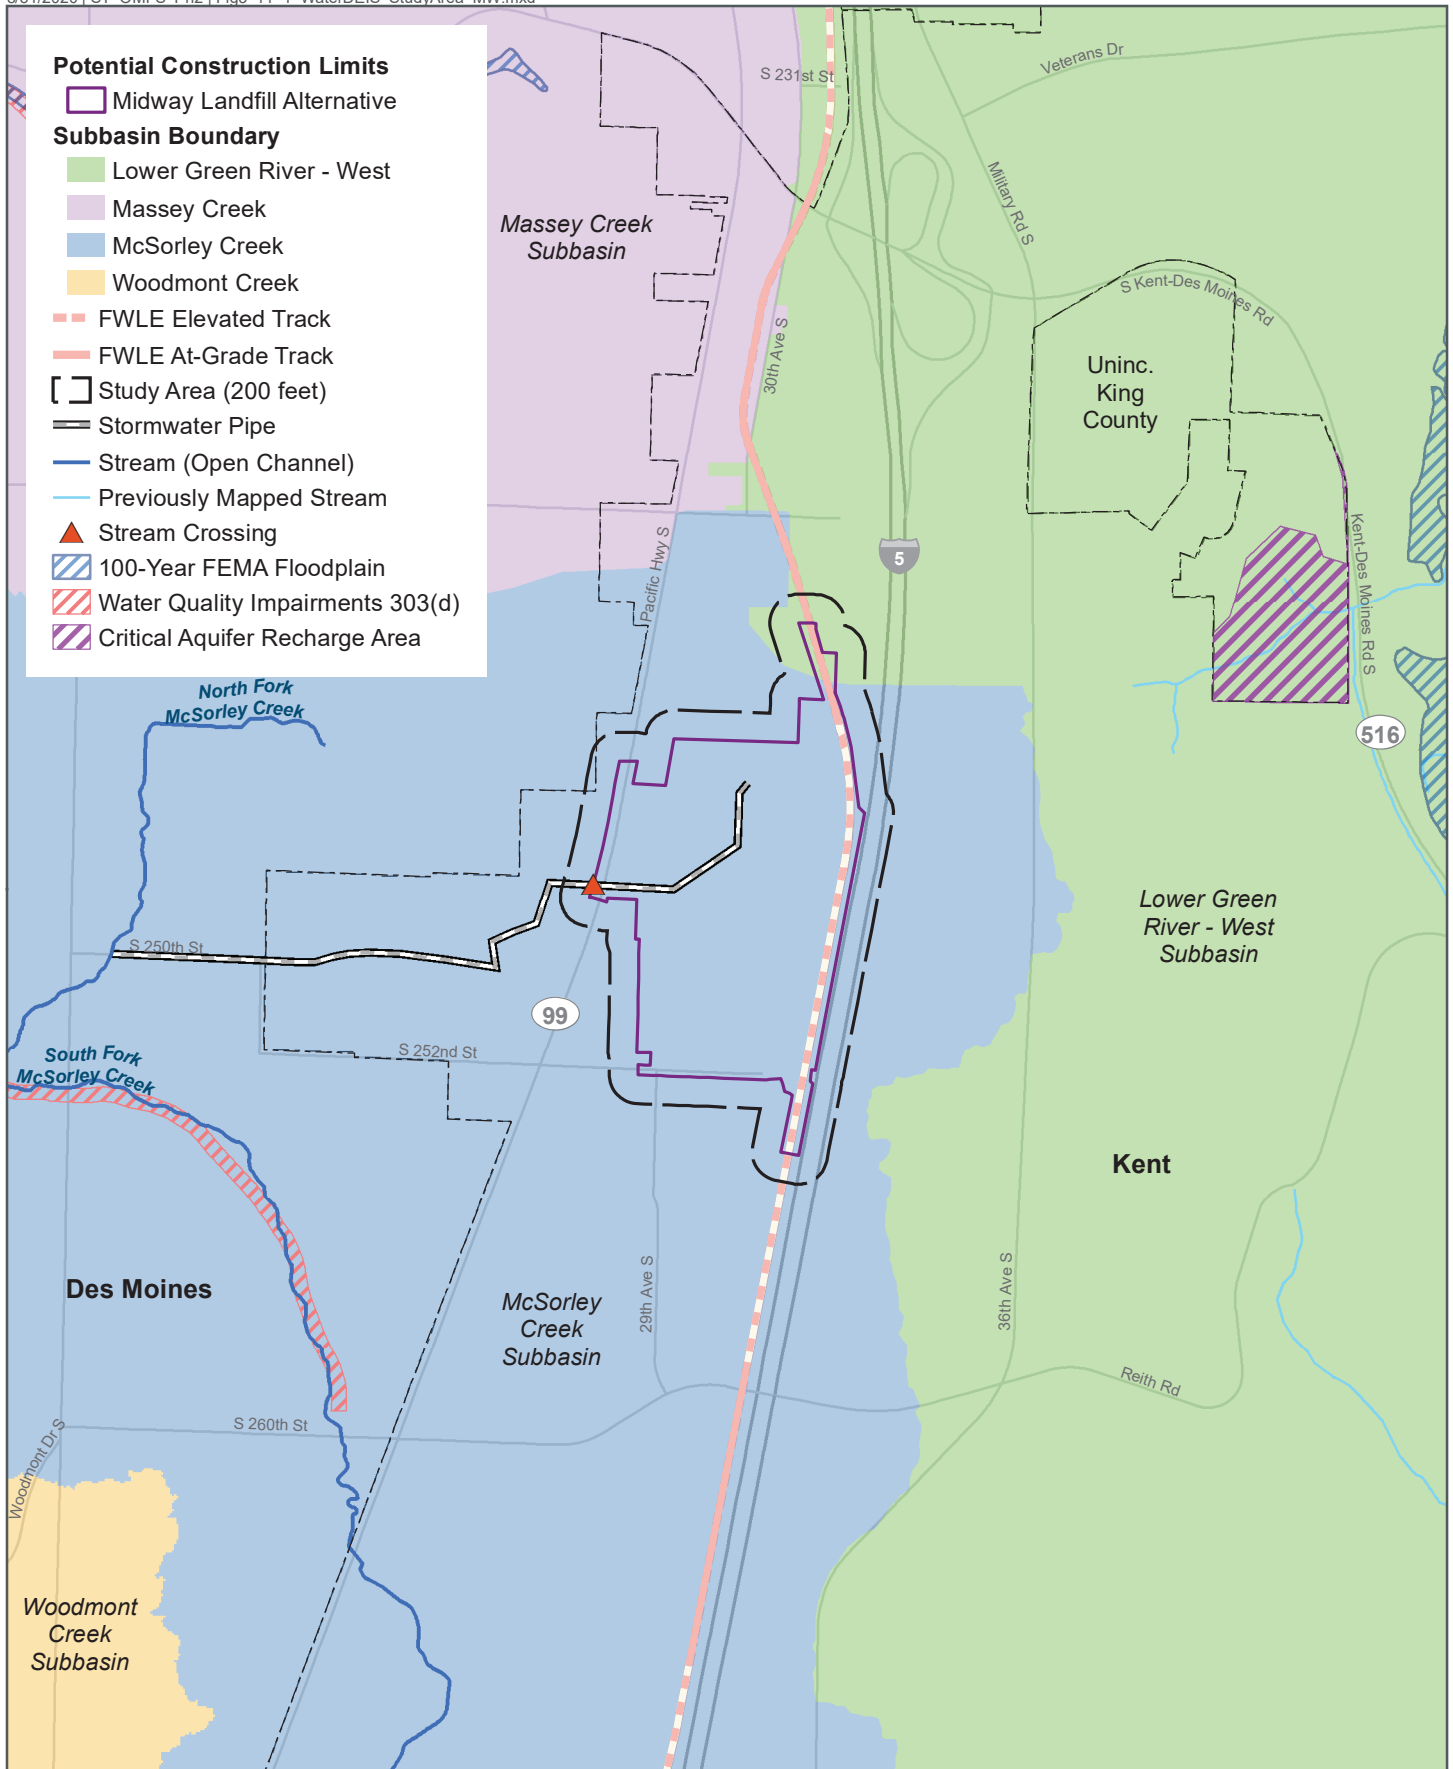 Potential Construction Limits
Midway Landfill Alternative
Subbasin Boundary
Lower Green River - West
Massey Creek
McSorley Creek
Woodmont Creek
FWLE Elevated Track
FWLE At-Grade Track
Study Area (200 feet)
Stormwater Pipe
Stream (Open Channel)
Previously Mapped Stream
Stream Crossing
100-Year FEMA Floodplain
Water Quality Impairments 303(d)
Critical Aquifer Recharge Area
S 231st St
Veterans Dr
Military Rd S
Massey Creek
Subbasin
S Kent-Des Moines Rd
30th Ave S
Uninc.
King
County
5
Pacific Hwy S
Kent-Des Moines Rd S
North Fork
McSorley Creek
516
Lower Green
River - West
Subbasin
S 250th St
99
S 252nd St
South Fork
McSorley Creek
Kent
Des Moines
McSorley
Creek
Subbasin
29th Ave S
36th Ave S
Reith Rd
S 260th St
Woodmont Dr S
Woodmont
Creek
Subbasin